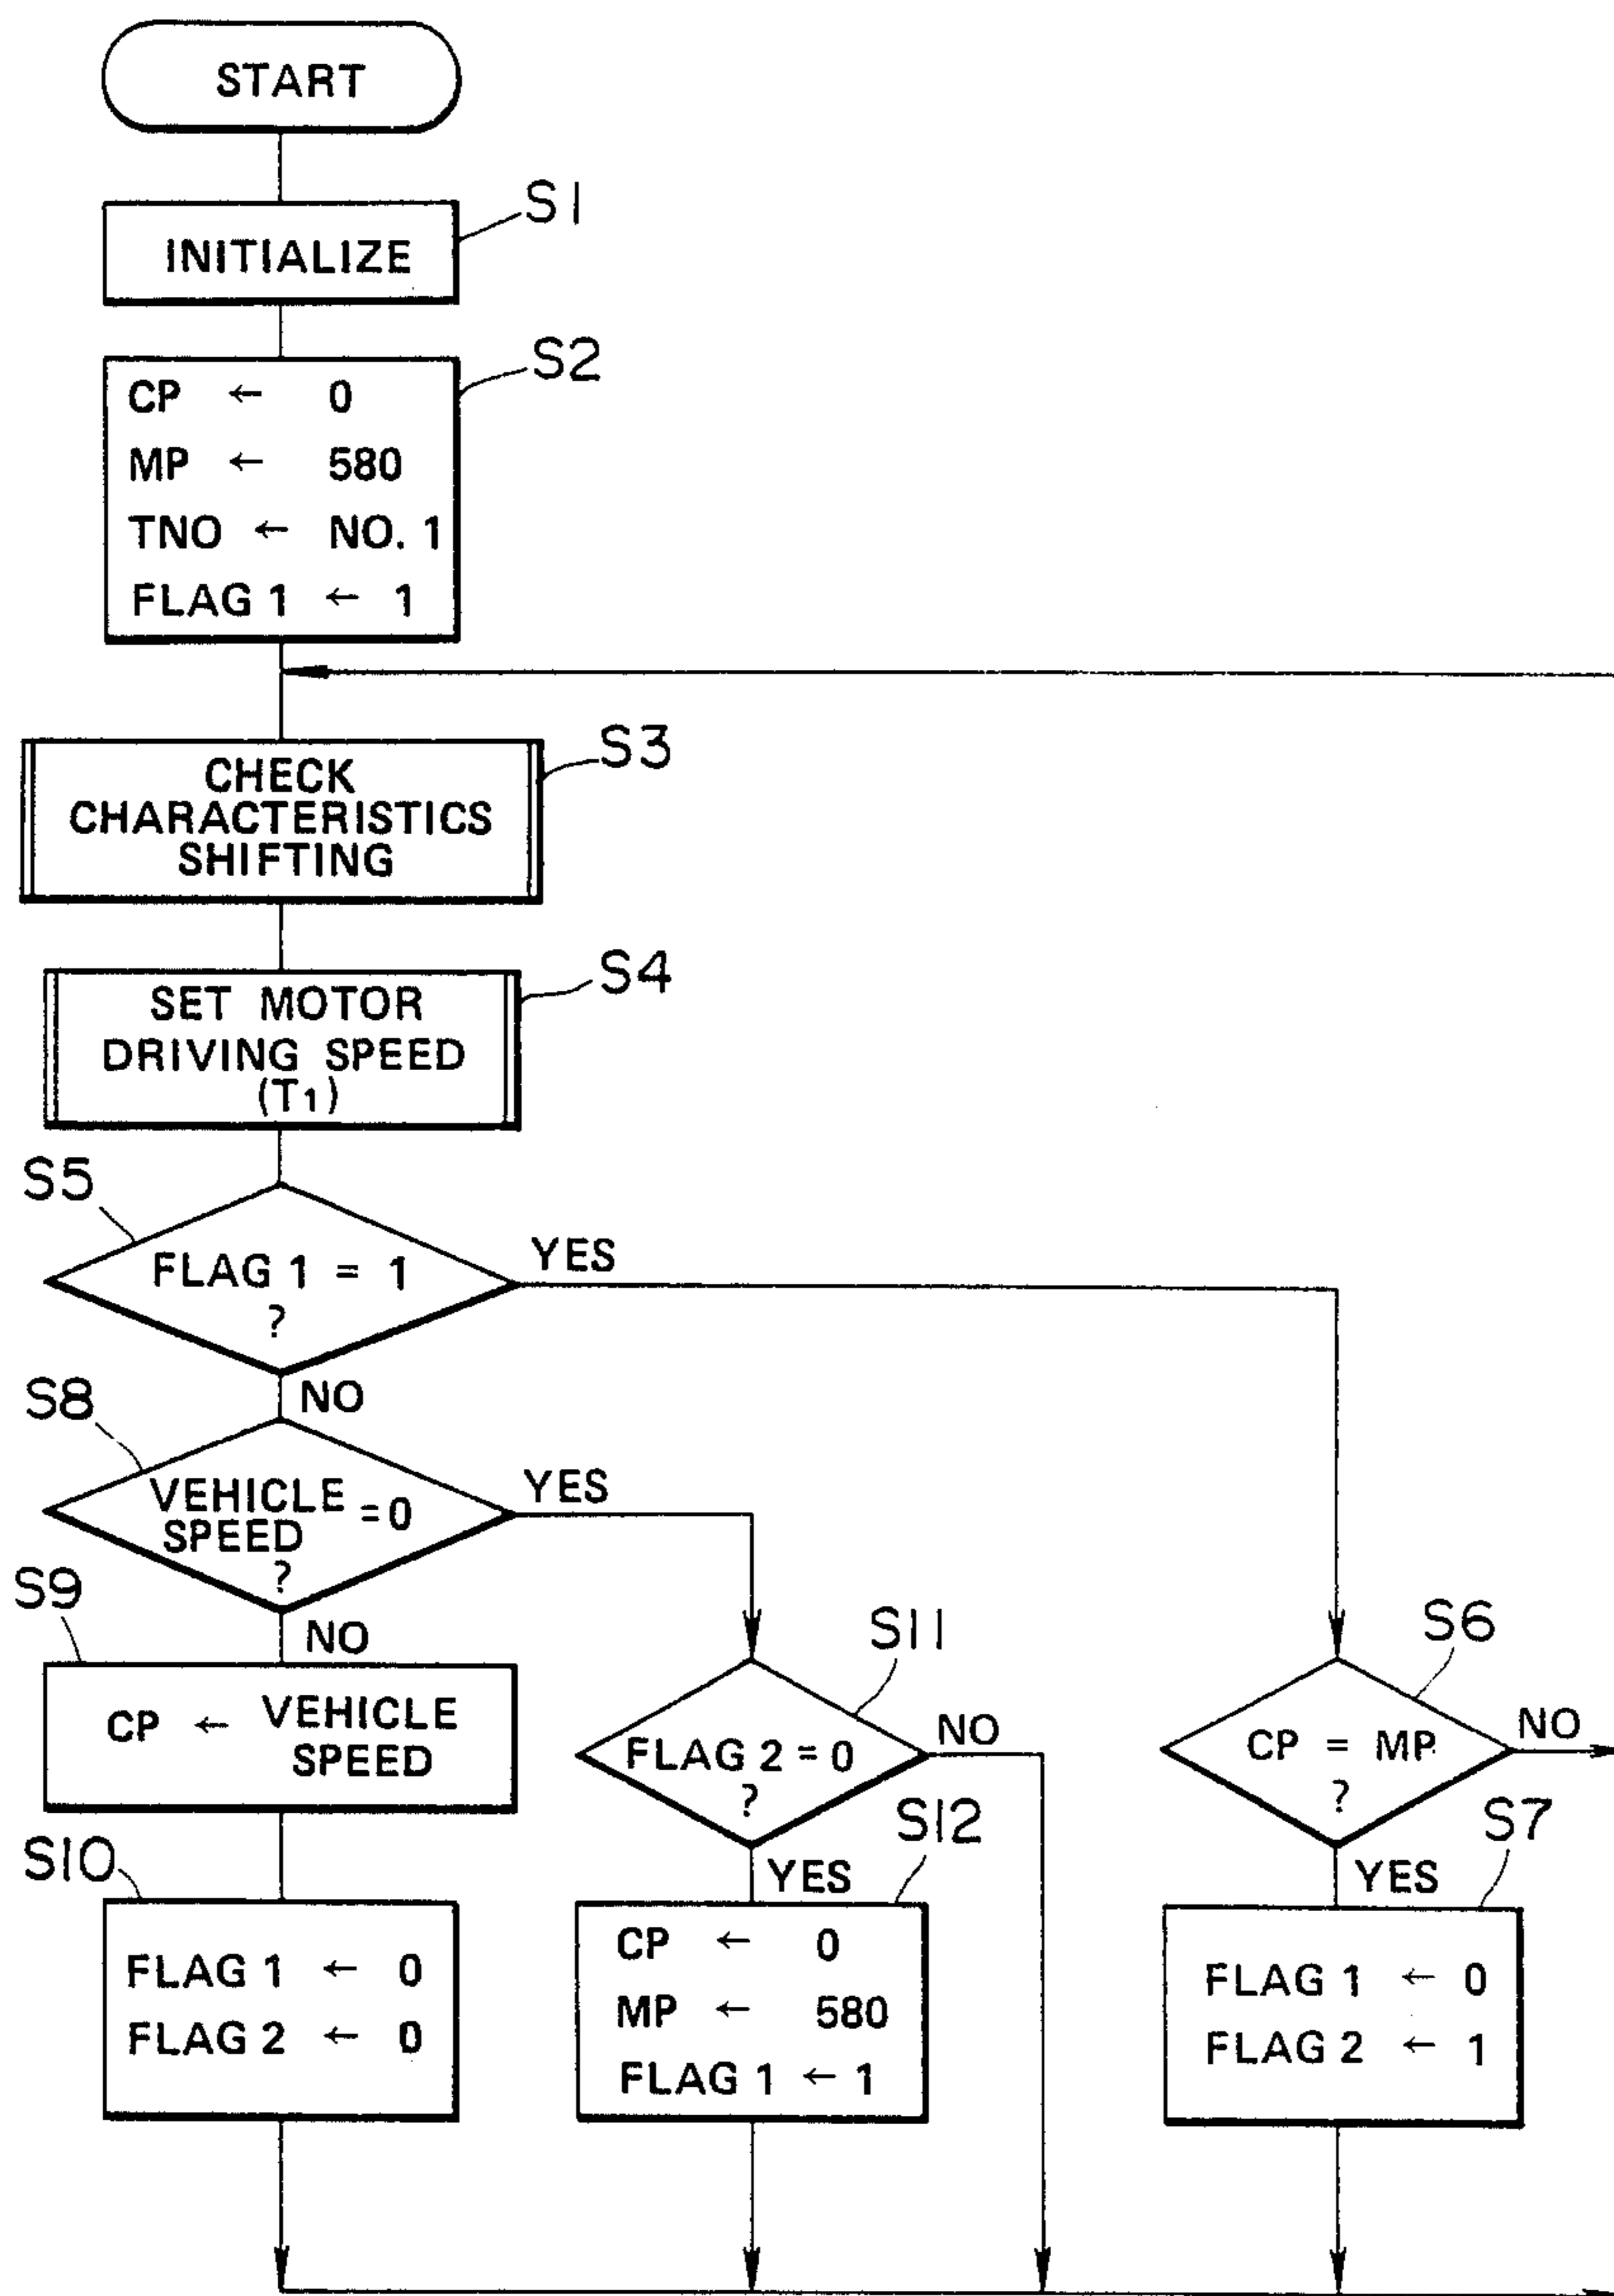 START
S1
INITIALIZE
S2
CP ← 0
MP ← 580
TNO ← NO. 1
FLAG 1 ← 1
S3
CHECK
CHARACTERISTICS
SHIFTING
S4
SET MOTOR
DRIVING SPEED
(T1)
S5
FLAG 1 = 1
?
YES
NO
S8
VEHICLE
SPEED = 0
?
YES
NO
S9
CP ← VEHICLE
SPEED
S10
FLAG 1 ← 0
FLAG 2 ← 0
S11
FLAG 2 = 0
?
NO
YES
S12
CP ← 0
MP ← 580
FLAG 1 ← 1
S6
CP = MP
?
NO
YES
S7
FLAG 1 ← 0
FLAG 2 ← 1